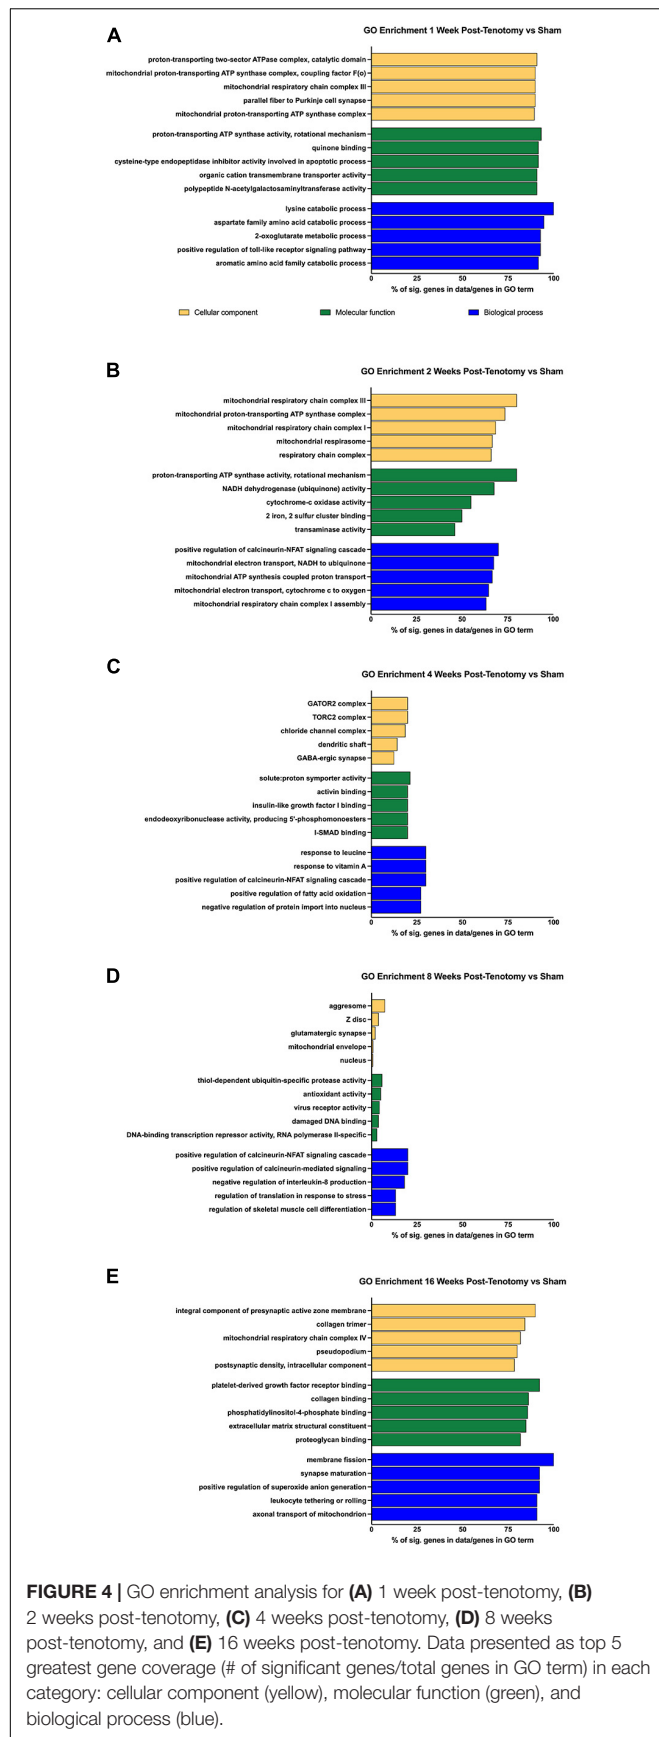 A
GO Enrichment 1 Week Post-Tenotomy vs Sham
proton-transporting two-sector ATPase complex, catalytic domain
mitochondrial proton-transporting ATP synthase complex, coupling factor F(o)
mitochondrial respiratory chain complex III
parallel fiber to Purkinje cell synapse
mitochondrial proton-transporting ATP synthase complex
proton-transporting ATP synthase activity, rotational mechanism
quinone binding
cysteine-type endopeptidase inhibitor activity involved in apoptotic process
organic cation transmembrane transporter activity
polypeptide N-acetylgalactosaminyltransferase activity
lysine catabolic process
aspartate family amino acid catabolic process
2-oxoglutarate metabolic process
positive regulation of toll-like receptor signaling pathway
aromatic amino acid family catabolic process
0 25 50 75 100
% of sig. genes in data/genes in GO term
Cellular component Molecular function Biological process
B
GO Enrichment 2 Weeks Post-Tenotomy vs Sham
mitochondrial respiratory chain complex III
mitochondrial proton-transporting ATP synthase complex
mitochondrial respiratory chain complex I
mitochondrial respirasome
respiratory chain complex
proton-transporting ATP synthase activity, rotational mechanism
NADH dehydrogenase (ubiquinone) activity
cytochrome-c oxidase activity
2 iron, 2 sulfur cluster binding
transaminase activity
positive regulation of calcineurin-NFAT signaling cascade
mitochondrial electron transport, NADH to ubiquinone
mitochondrial ATP synthesis coupled proton transport
mitochondrial electron transport, cytochrome c to oxygen
mitochondrial respiratory chain complex I assembly
0 25 50 75 100
% of sig. genes in data/genes in GO term
C
GO Enrichment 4 Weeks Post-Tenotomy vs Sham
GATOR2 complex
TORC2 complex
chloride channel complex
dendritic shaft
GABA-ergic synapse
solute:proton symporter activity
activin binding
insulin-like growth factor I binding
endodeoxyribonuclease activity, producing 5'-phosphomonoesters
I-SMAD binding
response to leucine
response to vitamin A
positive regulation of calcineurin-NFAT signaling cascade
positive regulation of fatty acid oxidation
negative regulation of protein import into nucleus
0 25 50 75 100
% of sig. genes in data/genes in GO term
D
GO Enrichment 8 Weeks Post-Tenotomy vs Sham
aggresome
Z disc
glutamatergic synapse
mitochondrial envelope
nucleus
thiol-dependent ubiquitin-specific protease activity
antioxidant activity
virus receptor activity
damaged DNA binding
DNA-binding transcription repressor activity, RNA polymerase II-specific
positive regulation of calcineurin-NFAT signaling cascade
positive regulation of calcineurin-mediated signaling
negative regulation of interleukin-8 production
regulation of translation in response to stress
regulation of skeletal muscle cell differentiation
0 25 50 75 100
% of sig. genes in data/genes in GO term
E
GO Enrichment 16 Weeks Post-Tenotomy vs Sham
integral component of presynaptic active zone membrane
collagen trimer
mitochondrial respiratory chain complex IV
pseudopodium
postsynaptic density, intracellular component
platelet-derived growth factor receptor binding
collagen binding
phosphatidylinositol-4-phosphate binding
extracellular matrix structural constituent
proteoglycan binding
membrane fission
synapse maturation
positive regulation of superoxide anion generation
leukocyte tethering or rolling
axonal transport of mitochondrion
0 25 50 75 100
% of sig. genes in data/genes in GO term
FIGURE 4 | GO enrichment analysis for (A) 1 week post-tenotomy, (B)
2 weeks post-tenotomy, (C) 4 weeks post-tenotomy, (D) 8 weeks
post-tenotomy, and (E) 16 weeks post-tenotomy. Data presented as top 5
greatest gene coverage (# of significant genes/total genes in GO term) in each
category: cellular component (yellow), molecular function (green), and
biological process (blue).